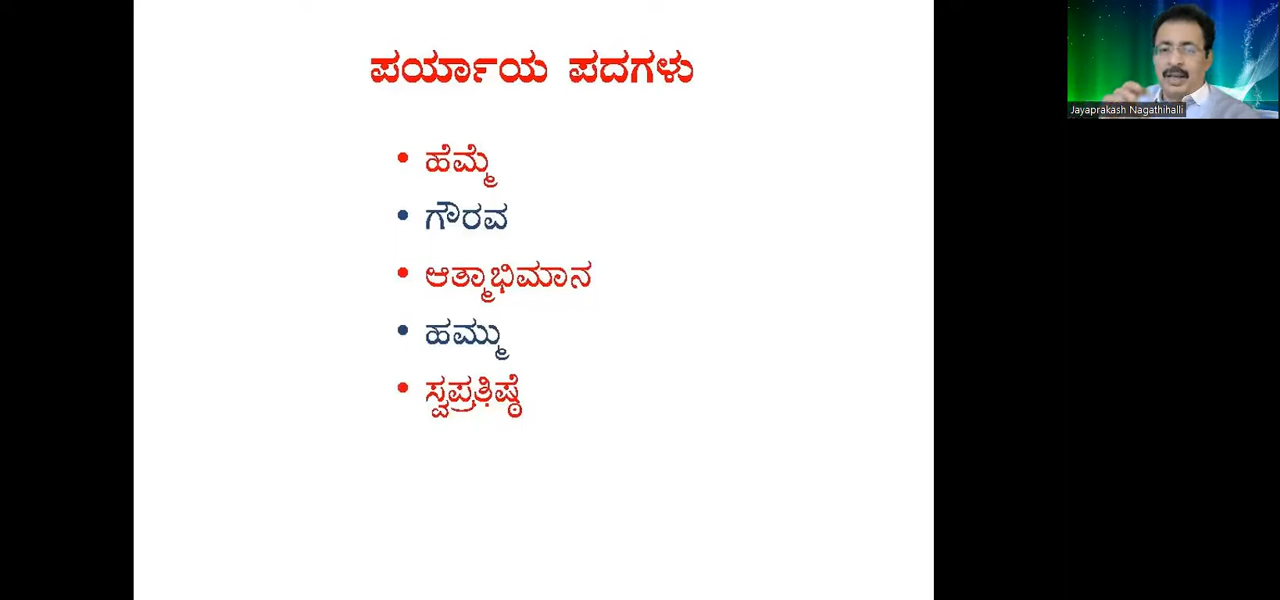 ಪರ್ಯಾಯ ಪದಗಳು
Jayaprakash Nagathihalli
• ಹೆಮ್ಮೆ
• ಗೌರವ
• ಆತ್ಮಾಭಿಮಾನ
• ಹಮ್ಮು
• ಸ್ವಪ್ರತಿಷ್ಠೆ